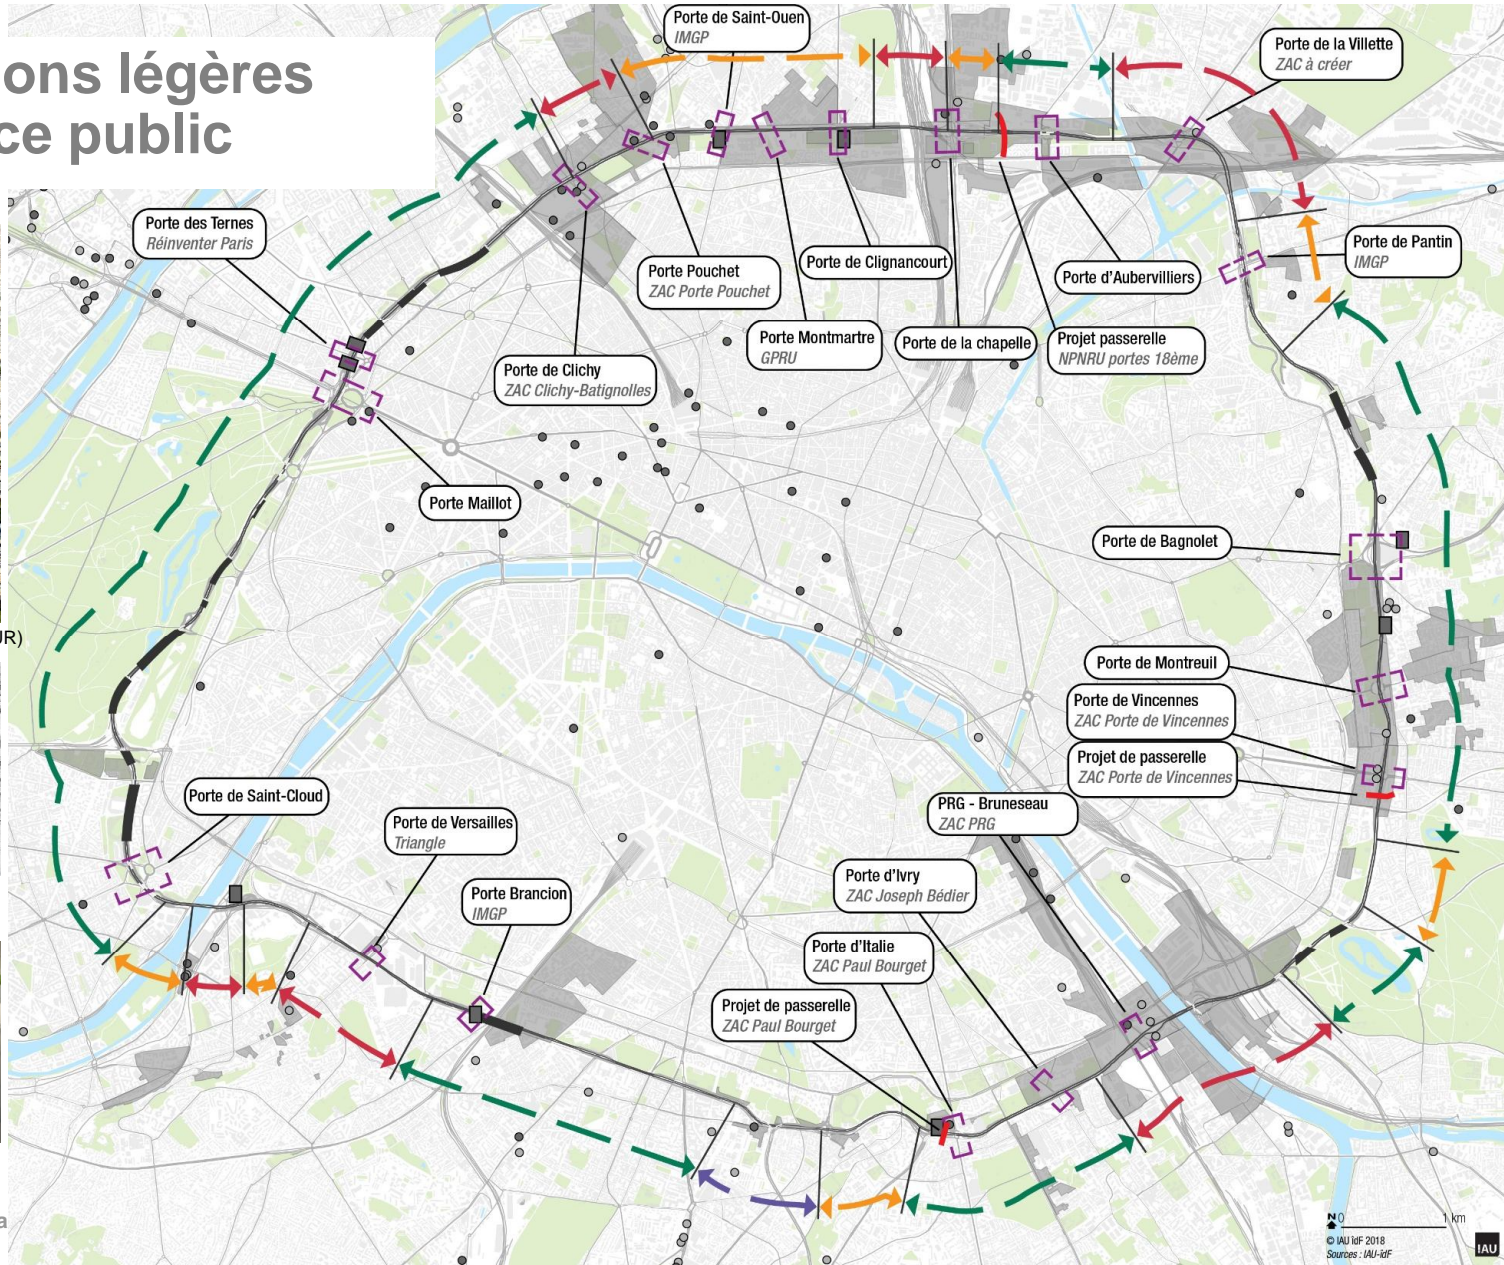 ons légères
ce public
Porte de Saint-Ouen
IMGP
Porte de la Villette
ZAC à créer
Porte des Ternes
Réinventer Paris
Porte Pouchet
ZAC Porte Pouchet
Porte de Clignancourt
Porte d'Aubervilliers
Porte de Pantin
IMGP
Porte de Clichy
ZAC Clichy-Batignolles
Porte Montmartre
GPRU
Porte de la chapelle
Projet passerelle
NPNRU portes 18ème
Porte Maillot
Porte de Bagnolet
UR)
Porte de Montreuil
Porte de Vincennes
ZAC Porte de Vincennes
Projet de passerelle
ZAC Porte de Vincennes
Porte de Saint-Cloud
Porte de Versailles
Triangle
PRG - Bruneseau
ZAC PRG
Porte Brancion
IMGP
Porte d'Ivry
ZAC Joseph Bédier
Porte d'Italie
ZAC Paul Bourget
Projet de passerelle
ZAC Paul Bourget
a
N 0 1 km
© IAU îdF 2018
Sources : IAU-îdF
IAU